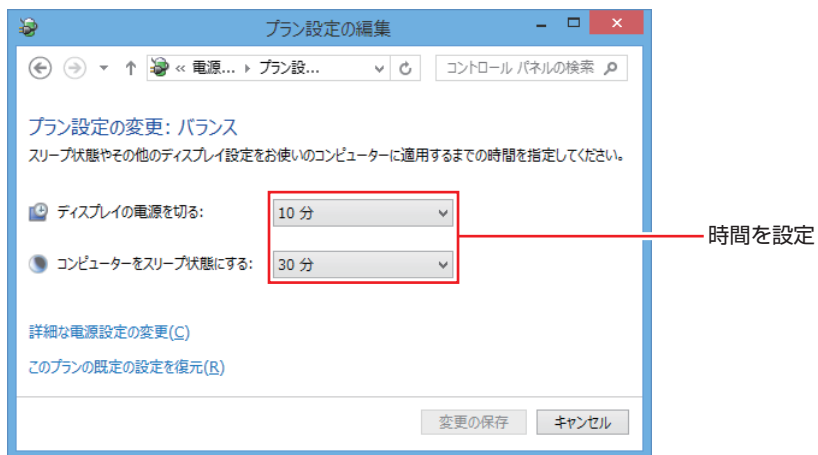 プラン設定の編集
« 電源... › プラン設...
コントロール パネルの検索
プラン設定の変更: バランス
スリープ状態やその他のディスプレイ設定をお使いのコンピューターに適用するまでの時間を指定してください。
ディスプレイの電源を切る: 10 分
時間を設定
コンピューターをスリープ状態にする: 30 分
詳細な電源設定の変更(C)
このプランの既定の設定を復元(R)
変更の保存 キャンセル